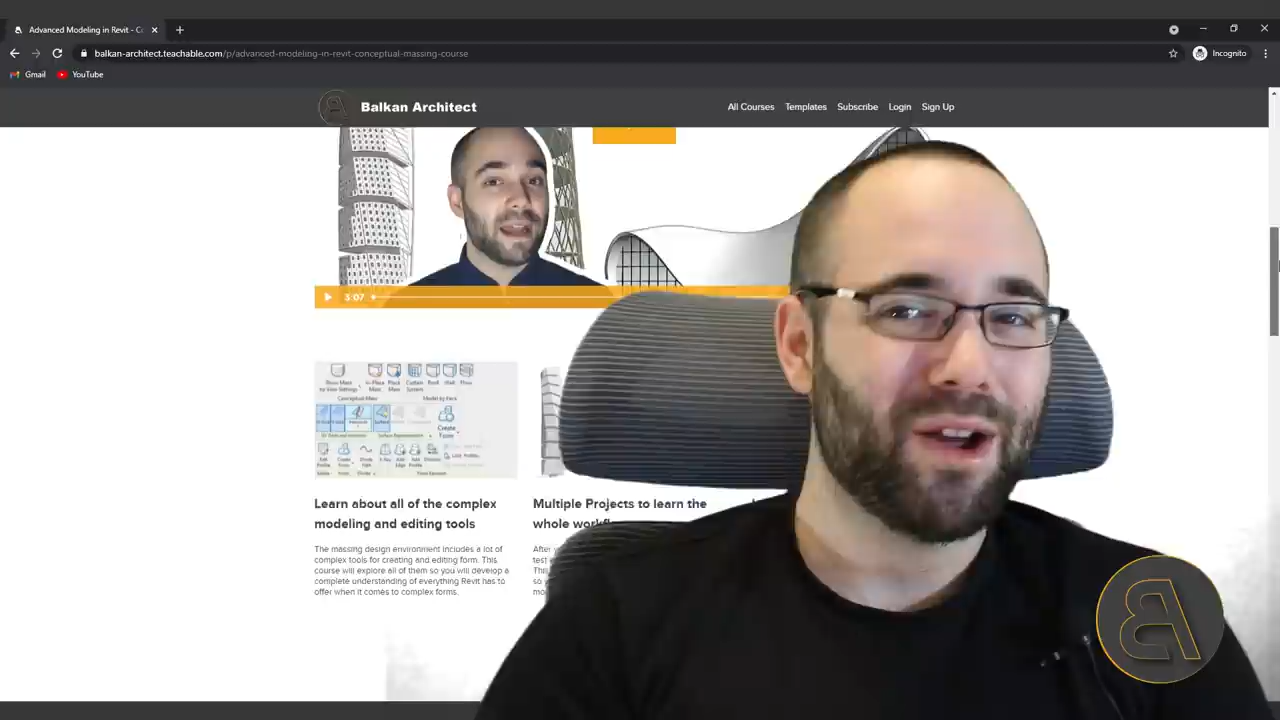 Advanced Modeling in Revit - Co
balkan-architect.teachable.com/p/advanced-modeling-in-revit-conceptual-massing-course
Incognito
Gmail
YouTube
Balkan Architect
All Courses
Templates
Subscribe
Login
Sign Up
3:07
Learn about all of the complex
modeling and editing tools
The massing design environment includes a lot of
complex tools for creating and editing form. This
course will explore all of them so you will develop a
complete understanding of everything Revit has to
offer when it comes to complex forms.
Multiple Projects to learn the
whole
After
test
This
so